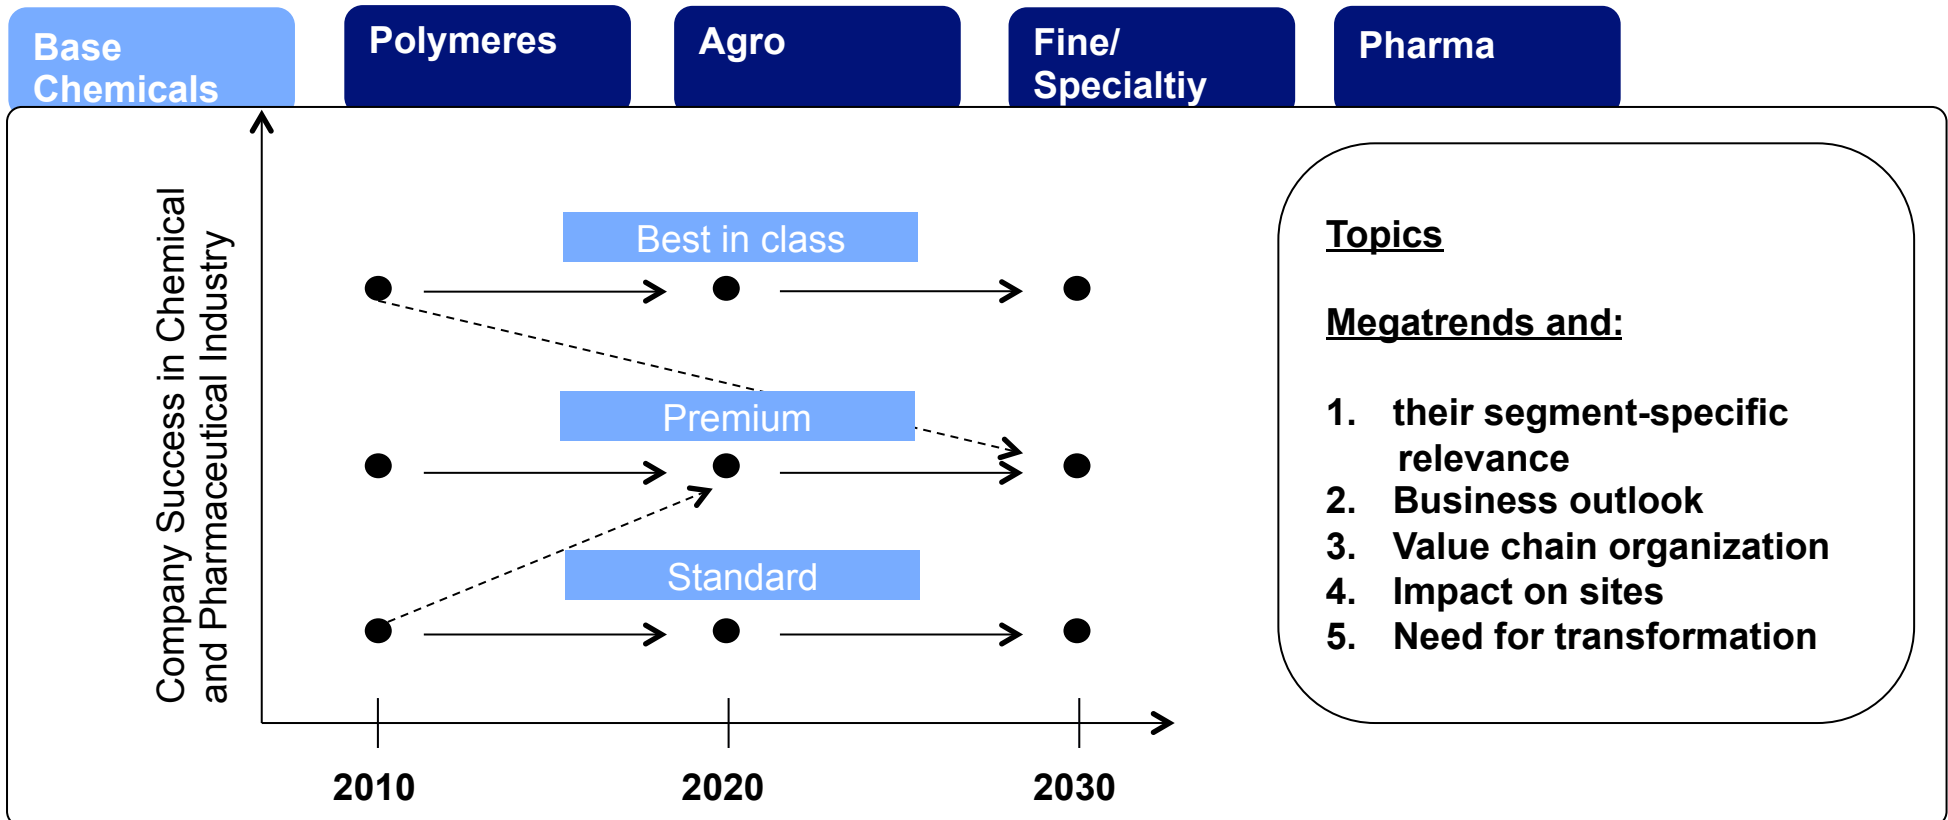 Base
Chemicals
Polymeres
Agro
Fine/
Specialtiy
Pharma
Company Success in Chemical
and Pharmaceutical Industry
Best in class
Premium
Standard
2010
2020
2030
Topics
Megatrends and:
1. their segment-specific
relevance
2. Business outlook
3. Value chain organization
4. Impact on sites
5. Need for transformation